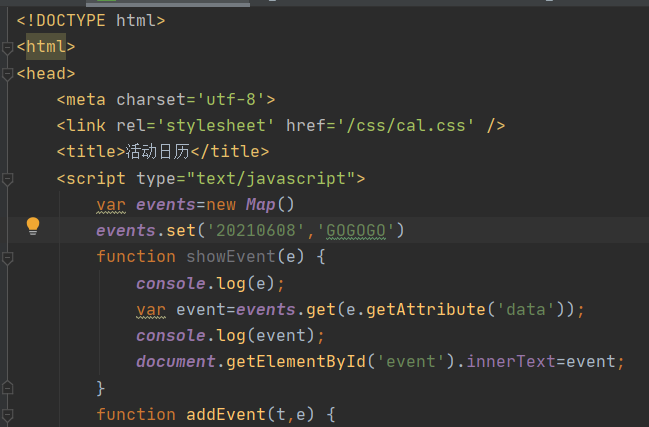 <!DOCTYPE html>
<html>
<head>
    <meta charset='utf-8'>
    <link rel='stylesheet' href='/css/cal.css' />
    <title>活动日历</title>
    <script type="text/javascript">
        var events=new Map()
        events.set('20210608','GOGOGO')
        function showEvent(e) {
            console.log(e);
            var event=events.get(e.getAttribute('data'));
            console.log(event);
            document.getElementById('event').innerText=event;
        }
        function addEvent(t,e) {